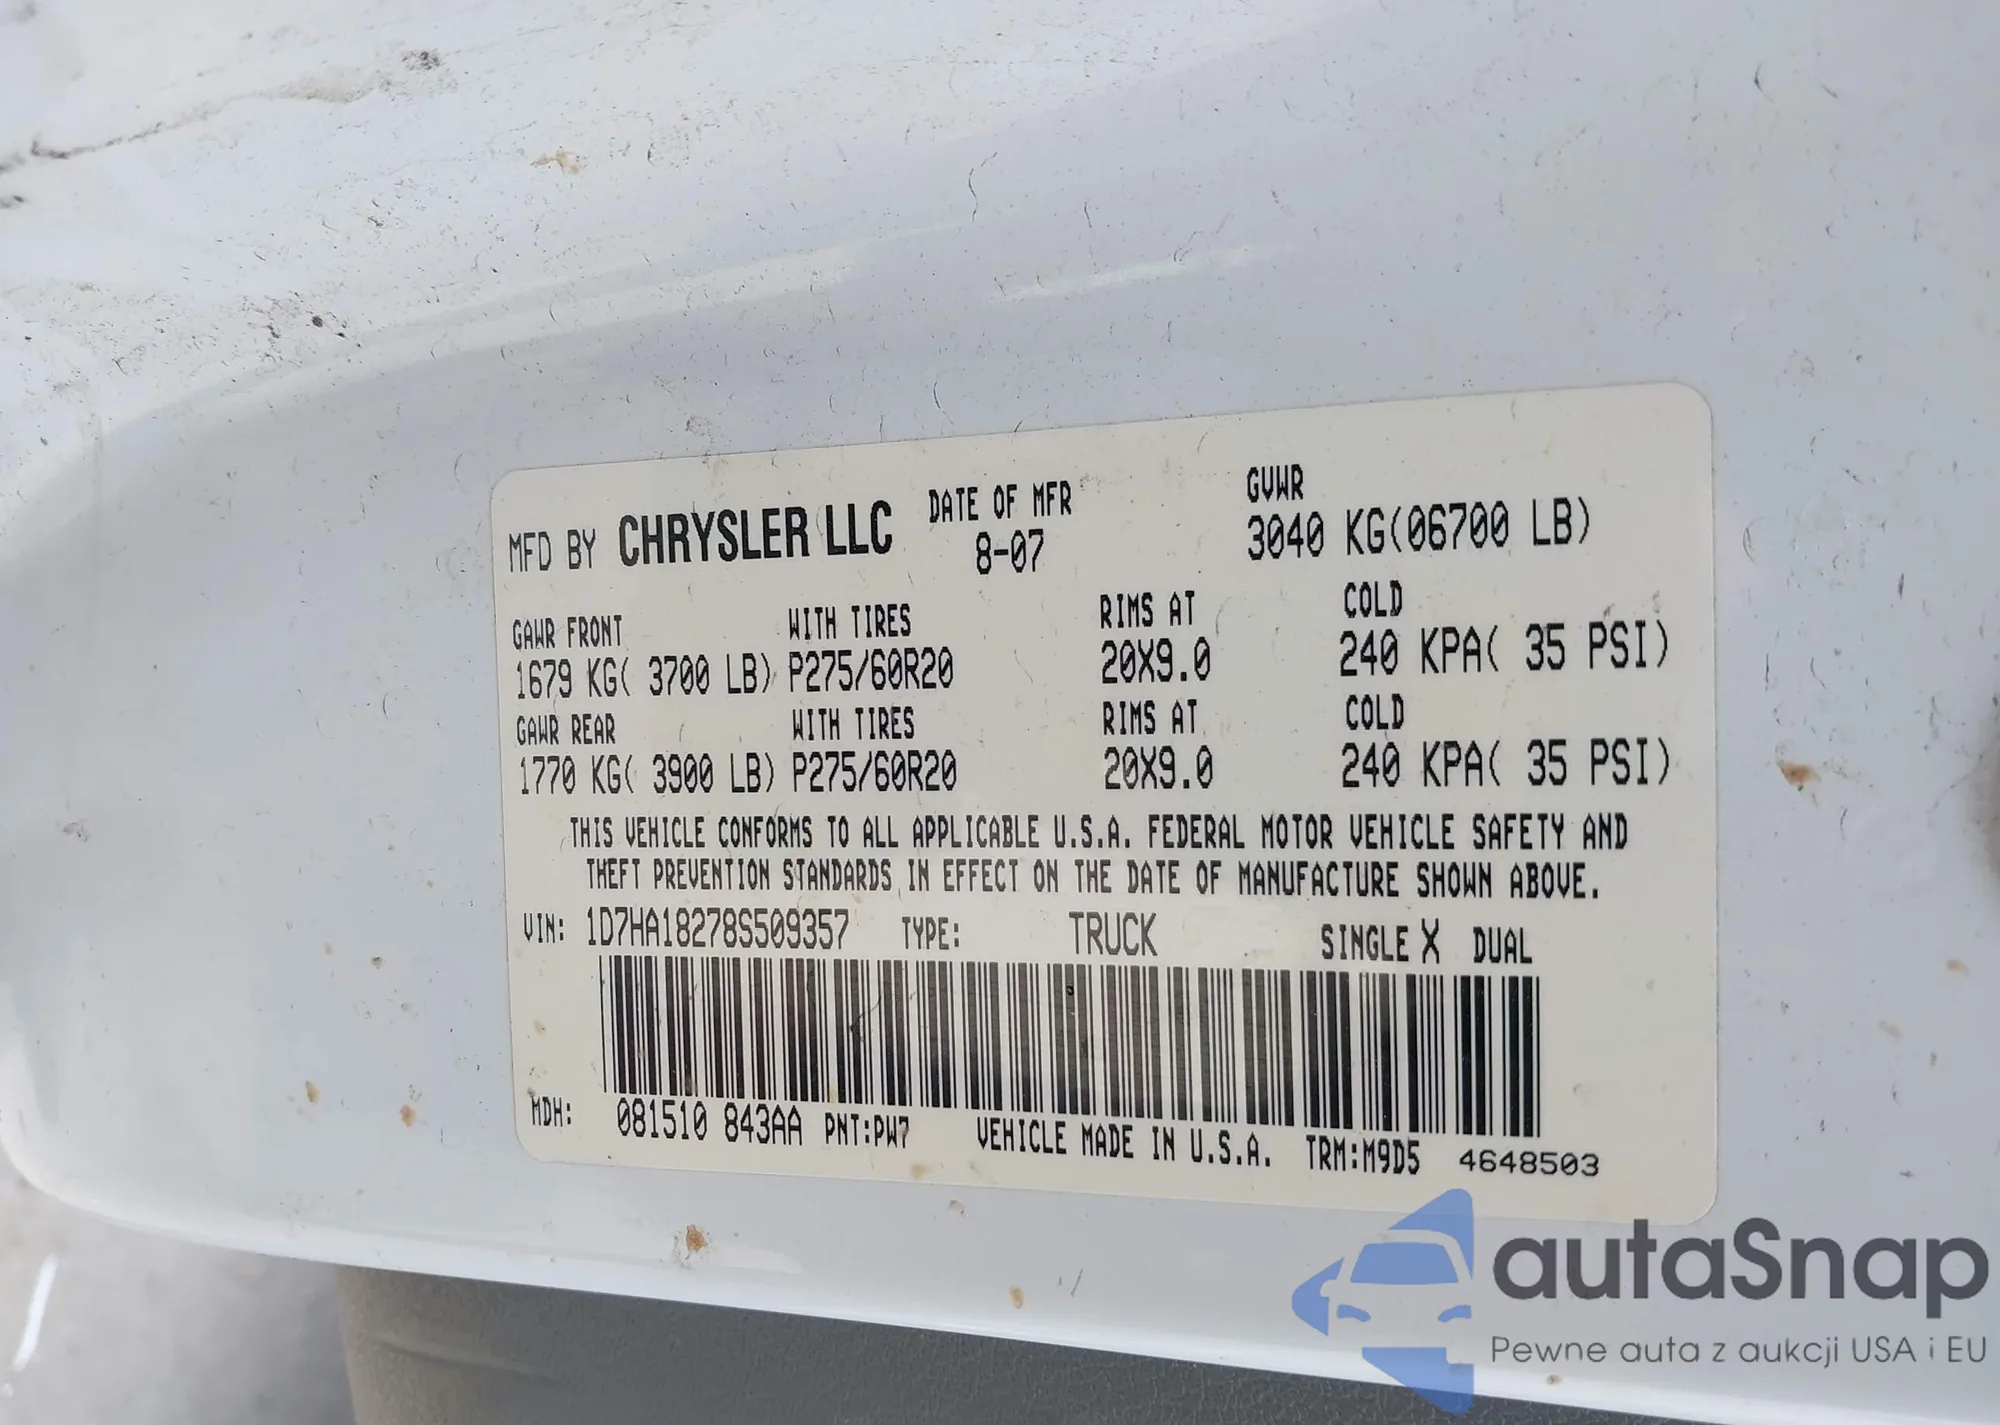 MFD BY CHRYSLER LLC DATE OF MFR 8-07 GVWR 3040 KG(06700 LB)
GAWR FRONT WITH TIRES RIMS AT COLD
1679 KG( 3700 LB) P275/60R20 20X9.0 240 KPA( 35 PSI)
GAWR REAR WITH TIRES RIMS AT COLD
1770 KG( 3900 LB) P275/60R20 20X9.0 240 KPA( 35 PSI)
THIS VEHICLE CONFORMS TO ALL APPLICABLE U.S.A. FEDERAL MOTOR VEHICLE SAFETY AND
THEFT PREVENTION STANDARDS IN EFFECT ON THE DATE OF MANUFACTURE SHOWN ABOVE.
VIN: 1D7HA18278S509357 TYPE: TRUCK SINGLE X DUAL
MDH: 081510 843AA PNT:PW7 VEHICLE MADE IN U.S.A. TRM:M9D5 4648503
autaSnap
Pewne auta z aukcji USA i EU